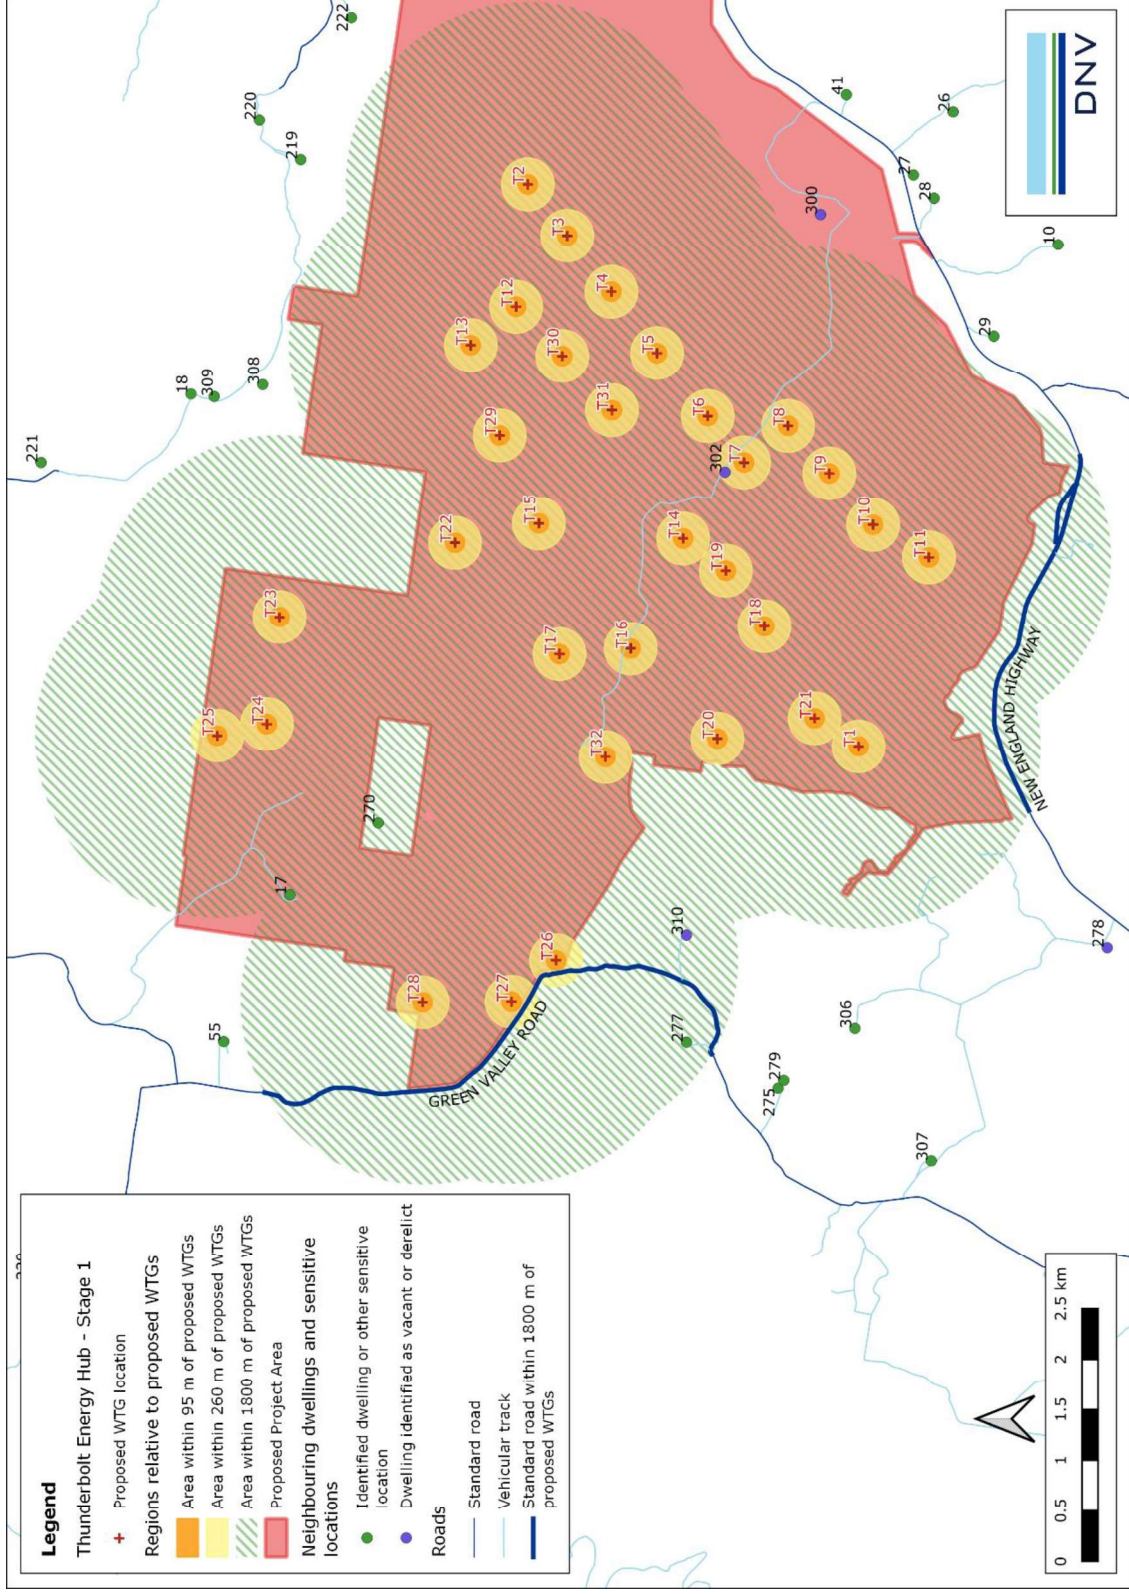 Legend
Thunderbolt Energy Hub - Stage 1
Proposed WTG location
Regions relative to proposed WTGs
Area within 95 m of proposed WTGs
Area within 260 m of proposed WTGs
Area within 1800 m of proposed WTGs
Proposed Project Area
Neighbouring dwellings and sensitive
locations
Identified dwelling or other sensitive
location
Dwelling identified as vacant or derelict
Roads
Standard road
Vehicular track
Standard road within 1800 m of
proposed WTGs
0 0.5 1 1.5 2 2.5 km
DNV
GREEN VALLEY ROAD
NEW ENGLAND HIGHWAY
55
17
270
221
18
309
308
219
220
222
277
310
275
279
306
307
278
302
300
29
10
28
27
26
41
T28
T27
T26
T25
T24
T23
T22
T15
T17
T16
T32
T20
T21
T1
T18
T19
T14
T29
T13
T12
T30
T31
T2
T3
T4
T5
T6
T7
T8
T9
T10
T11